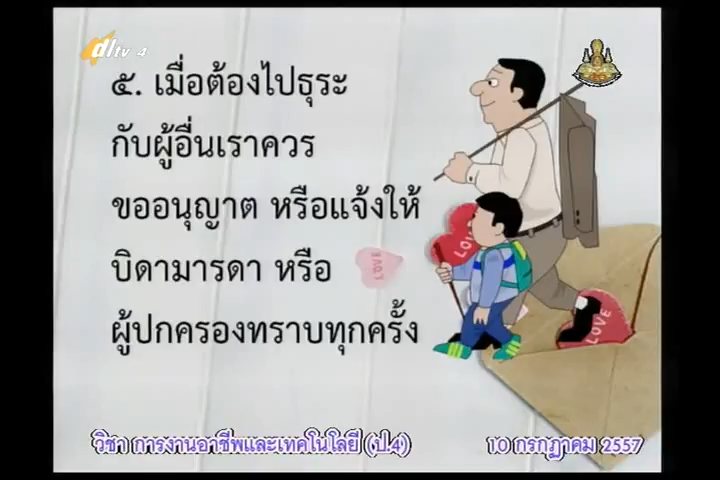 dltv 4
๕. เมื่อต้องไปธุระ
กับผู้อื่นเราควร
ขออนุญาต หรือแจ้งให้
บิดามารดา หรือ
ผู้ปกครองทราบทุกครั้ง
LOVE
LOVE
LOVE
วิชา การงานอาชีพและเทคโนโลยี (ป.4)
10 กรกฎาคม 2557